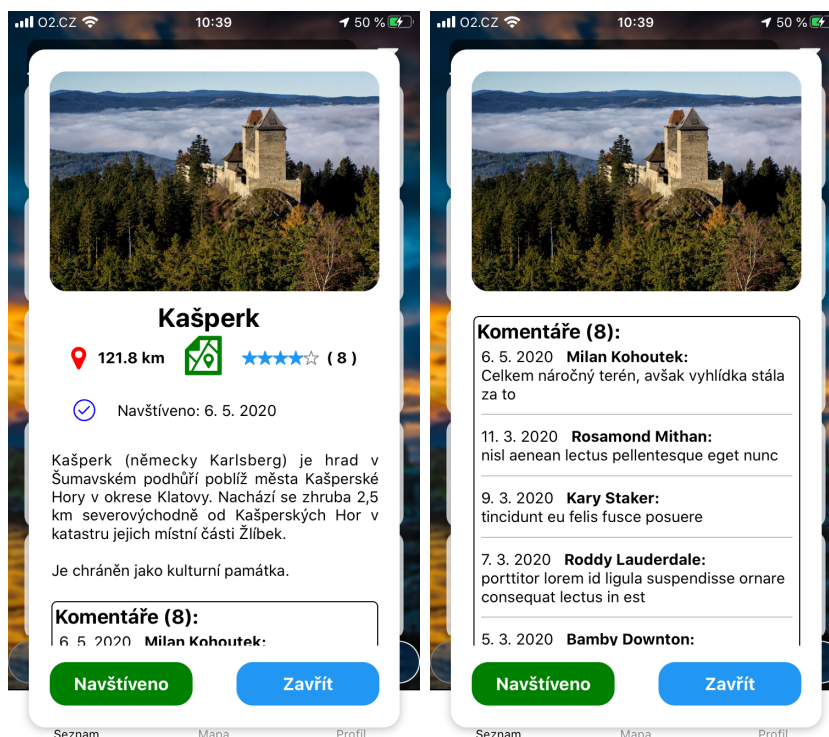 O2.CZ 10:39 50 %
Kašperk
121.8 km ( 8 )
Navštíveno: 6. 5. 2020
Kašperk (německy Karlsberg) je hrad v
Šumavském podhůří poblíž města Kašperské
Hory v okrese Klatovy. Nachází se zhruba 2,5
km severovýchodně od Kašperských Hor v
katastru jejich místní části Žlíbek.
Je chráněn jako kulturní památka.
Komentáře (8):
6. 5. 2020 Milan Kohoutek:
Navštíveno Zavřít
Seznam Mapa Profil
O2.CZ 10:39 50 %
Komentáře (8):
6. 5. 2020 Milan Kohoutek:
Celkem náročný terén, avšak vyhlídka stála
za to
11. 3. 2020 Rosamond Mithan:
nisl aenean lectus pellentesque eget nunc
9. 3. 2020 Kary Staker:
tincidunt eu felis fusce posuere
7. 3. 2020 Roddy Lauderdale:
porttitor lorem id ligula suspendisse ornare
consequat lectus in est
5. 3. 2020 Bamby Downton:
Navštíveno Zavřít
Seznam Mapa Profil